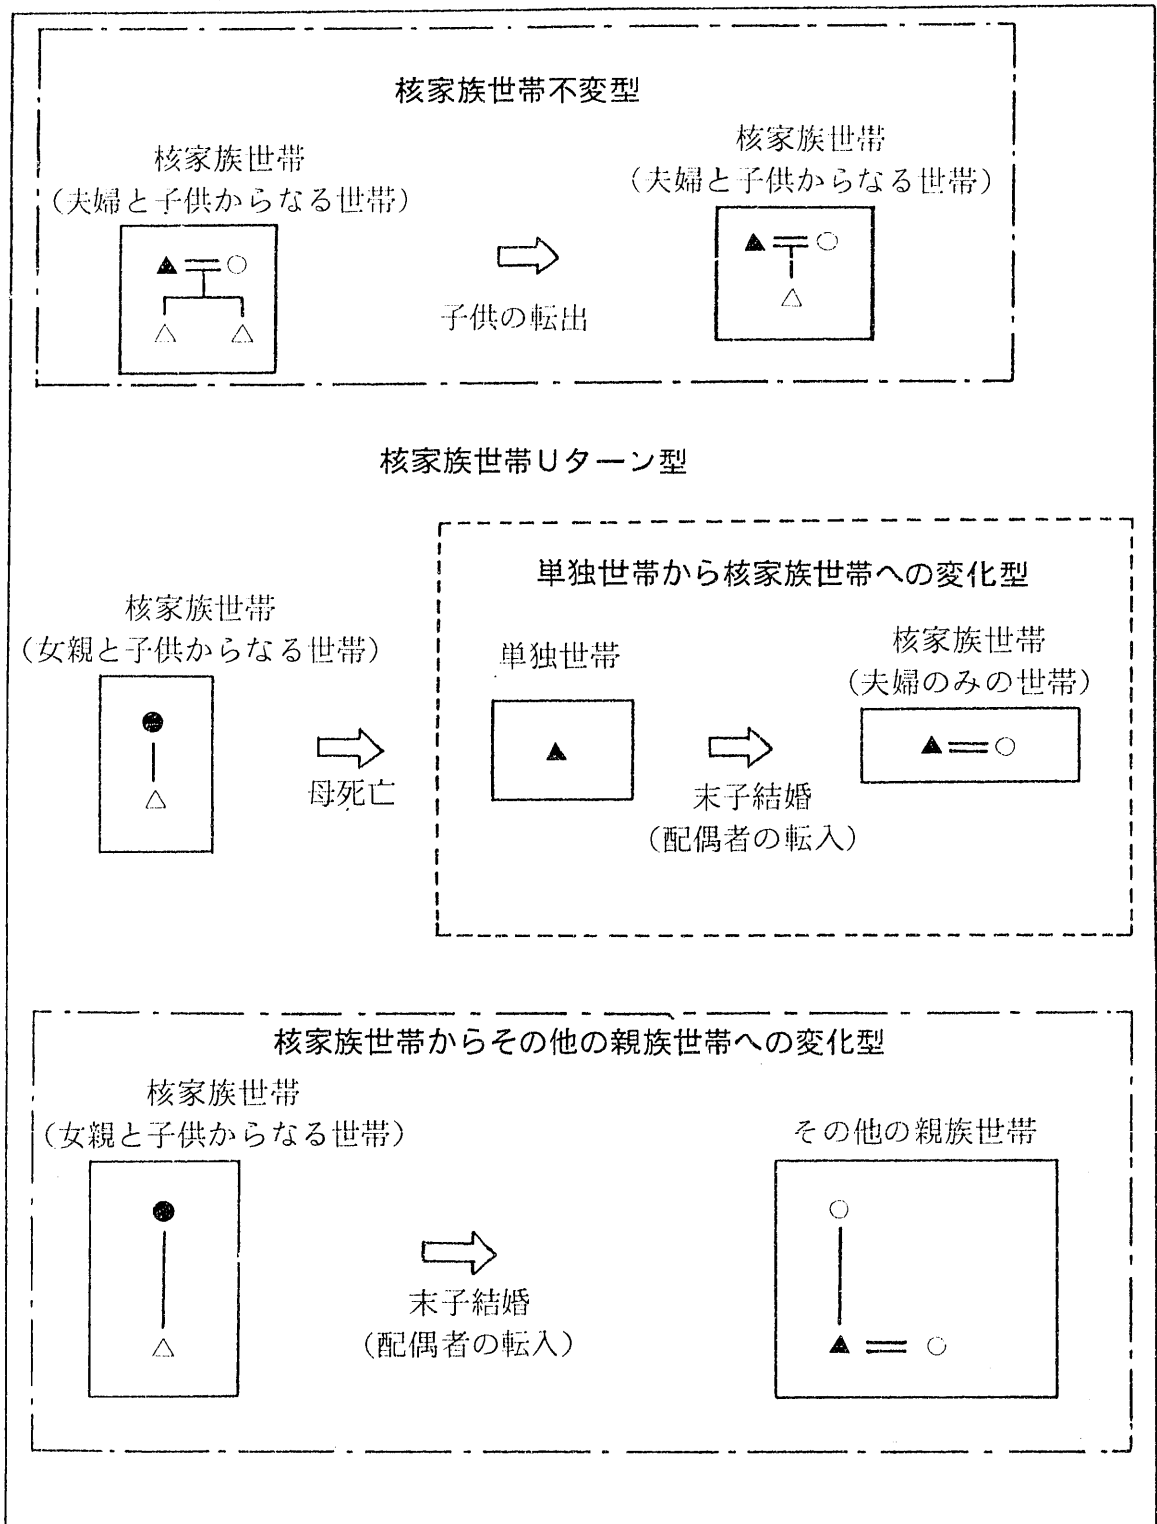 核家族世帯不変型
核家族世帯
（夫婦と子供からなる世帯）
子供の転出
核家族世帯
（夫婦と子供からなる世帯）
核家族世帯Uターン型
核家族世帯
（女親と子供からなる世帯）
母死亡
単独世帯から核家族世帯への変化型
単独世帯
末子結婚
（配偶者の転入）
核家族世帯
（夫婦のみの世帯）
核家族世帯からその他の親族世帯への変化型
核家族世帯
（女親と子供からなる世帯）
末子結婚
（配偶者の転入）
その他の親族世帯